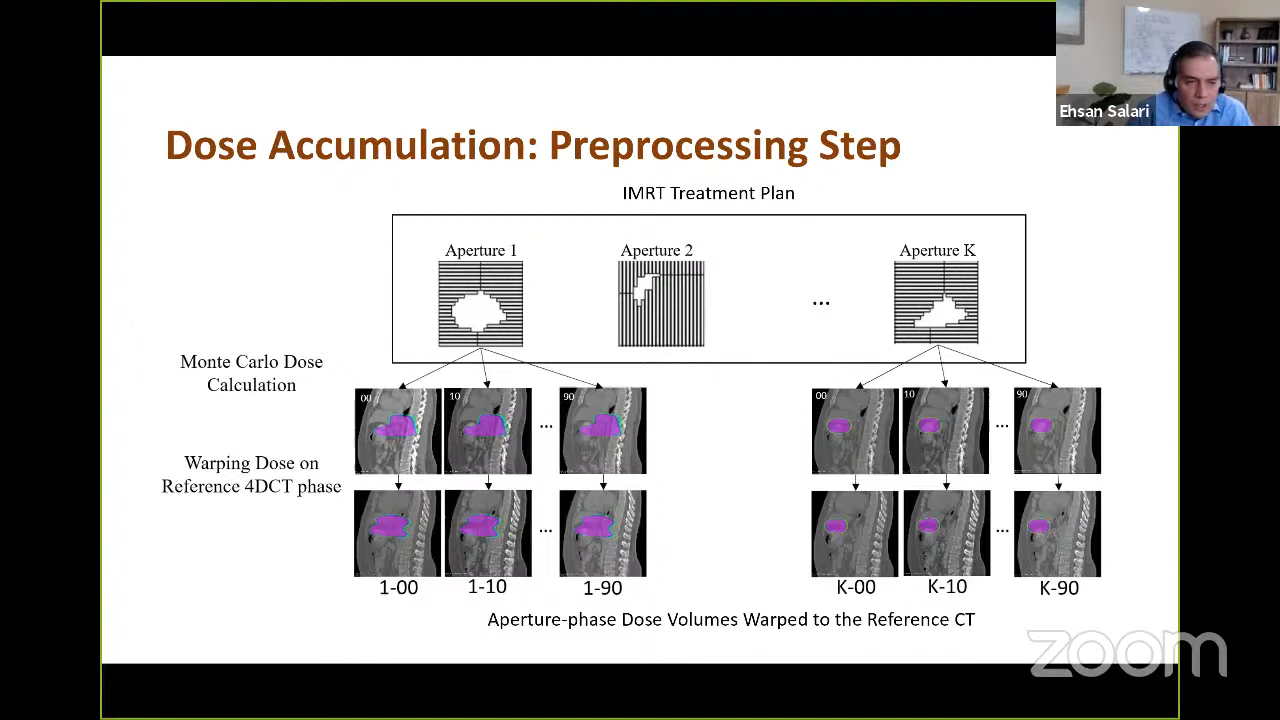 Ehsan Salari
Dose Accumulation: Preprocessing Step
IMRT Treatment Plan
Aperture 1
Aperture 2
Aperture K
...
Monte Carlo Dose
Calculation
00
10
...
90
00
10
...
90
Warping Dose on
Reference 4DCT phase
...
...
1-00
1-10
1-90
K-00
K-10
K-90
Aperture-phase Dose Volumes Warped to the Reference CT
zoom